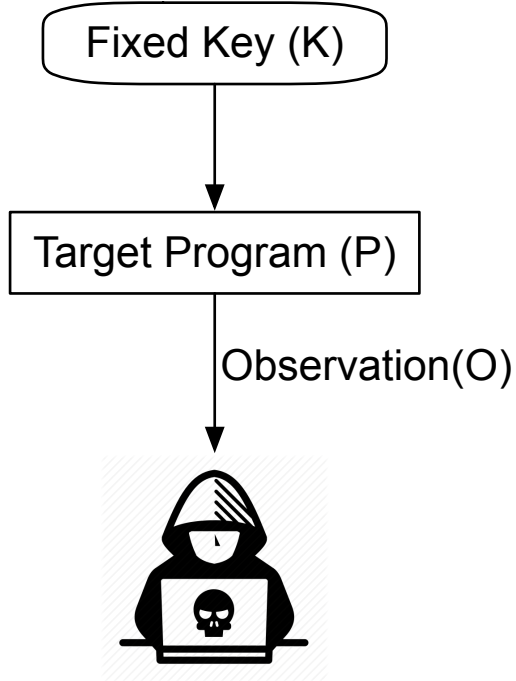 Fixed Key (K)
Target Program (P)
Observation(O)